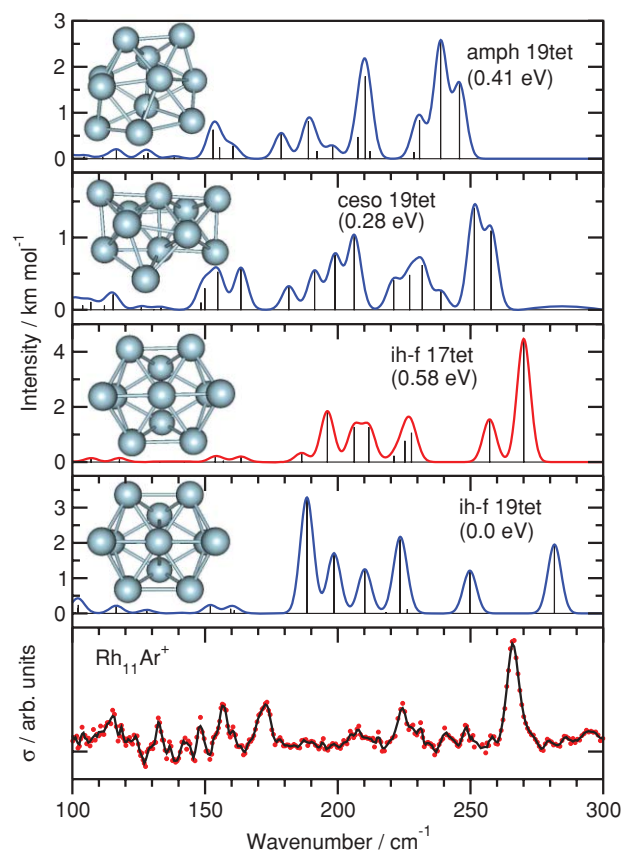 3
2
1
0
amph 19tet
(0.41 eV)
1
0
ceso 19tet
(0.28 eV)
4
2
0
ih-f 17tet
(0.58 eV)
3
2
1
0
ih-f 19tet
(0.0 eV)
Intensity / km mol⁻¹
Rh₁₁Ar⁺
σ / arb. units
100 150 200 250 300
Wavenumber / cm⁻¹